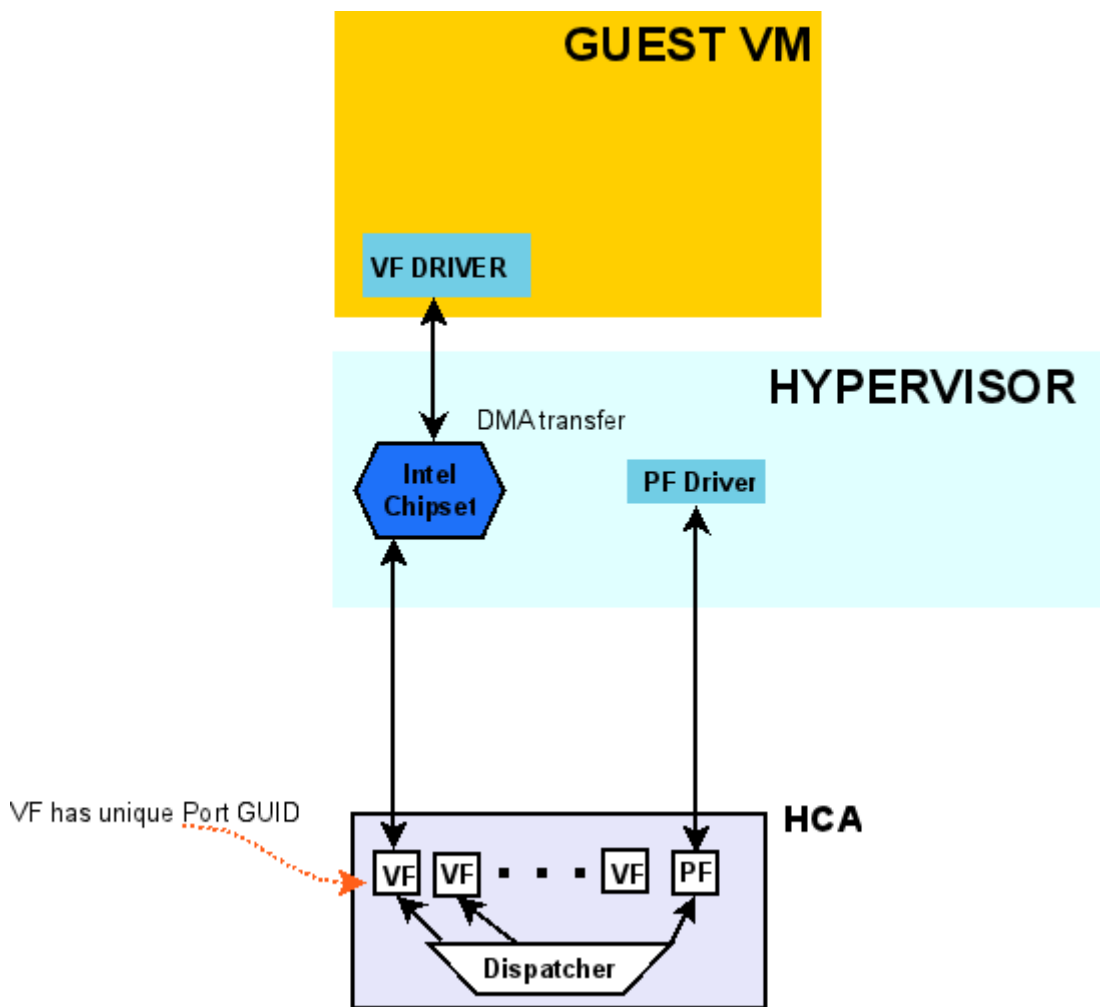 GUEST VM
VF DRIVER
HYPERVISOR
DMA transfer
Intel
Chipset
PF Driver
VF has unique Port GUID
HCA
VF
VF
VF
PF
Dispatcher